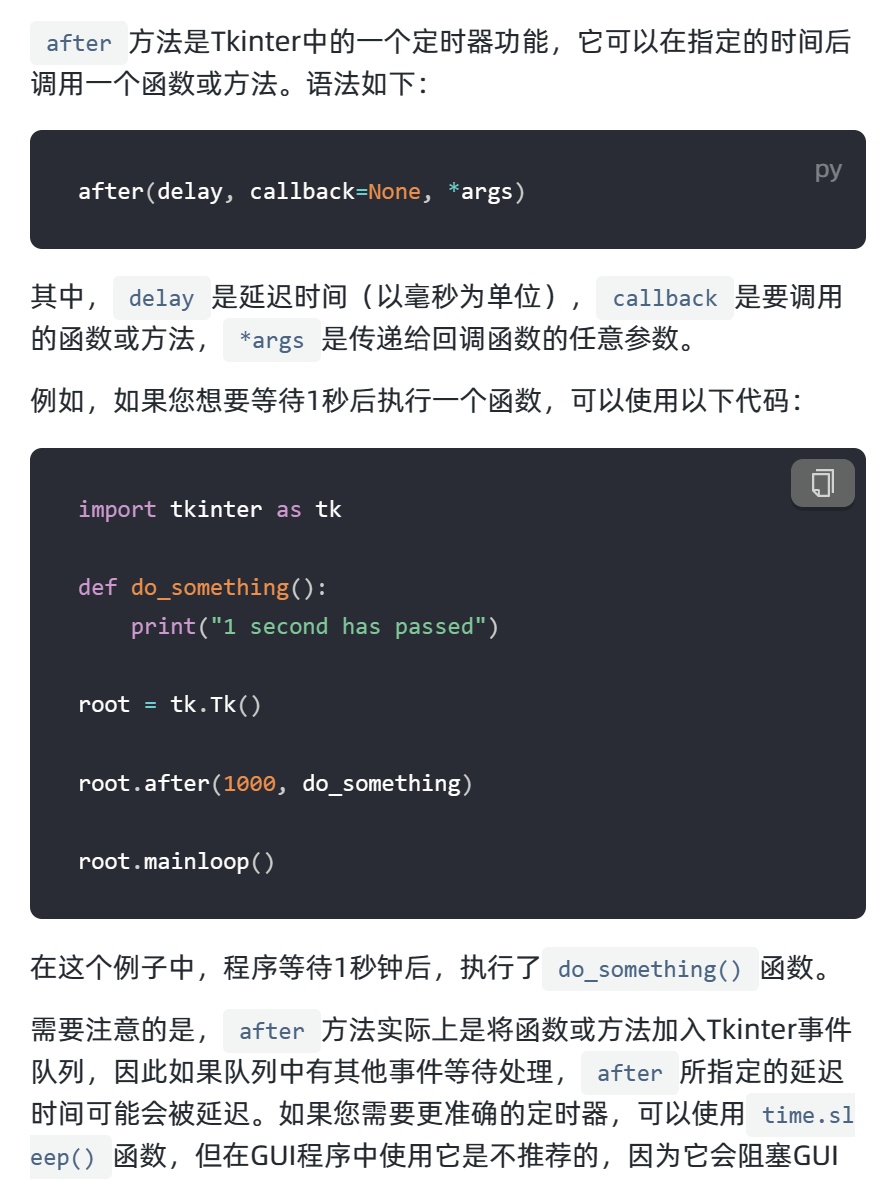 after 方法是Tkinter中的一个定时器功能，它可以在指定的时间后
调用一个函数或方法。语法如下：
py
after(delay, callback=None, *args)
其中， delay 是延迟时间（以毫秒为单位）， callback 是要调用
的函数或方法， *args 是传递给回调函数的任意参数。
例如，如果您想要等待1秒后执行一个函数，可以使用以下代码：
import tkinter as tk
def do_something():
    print("1 second has passed")
root = tk.Tk()
root.after(1000, do_something)
root.mainloop()
在这个例子中，程序等待1秒钟后，执行了 do_something() 函数。
需要注意的是， after 方法实际上是将函数或方法加入Tkinter事件
队列，因此如果队列中有其他事件等待处理， after 所指定的延迟
时间可能会被延迟。如果您需要更准确的定时器，可以使用 time.sl
eep() 函数，但在GUI程序中使用它是不推荐的，因为它会阻塞GUI